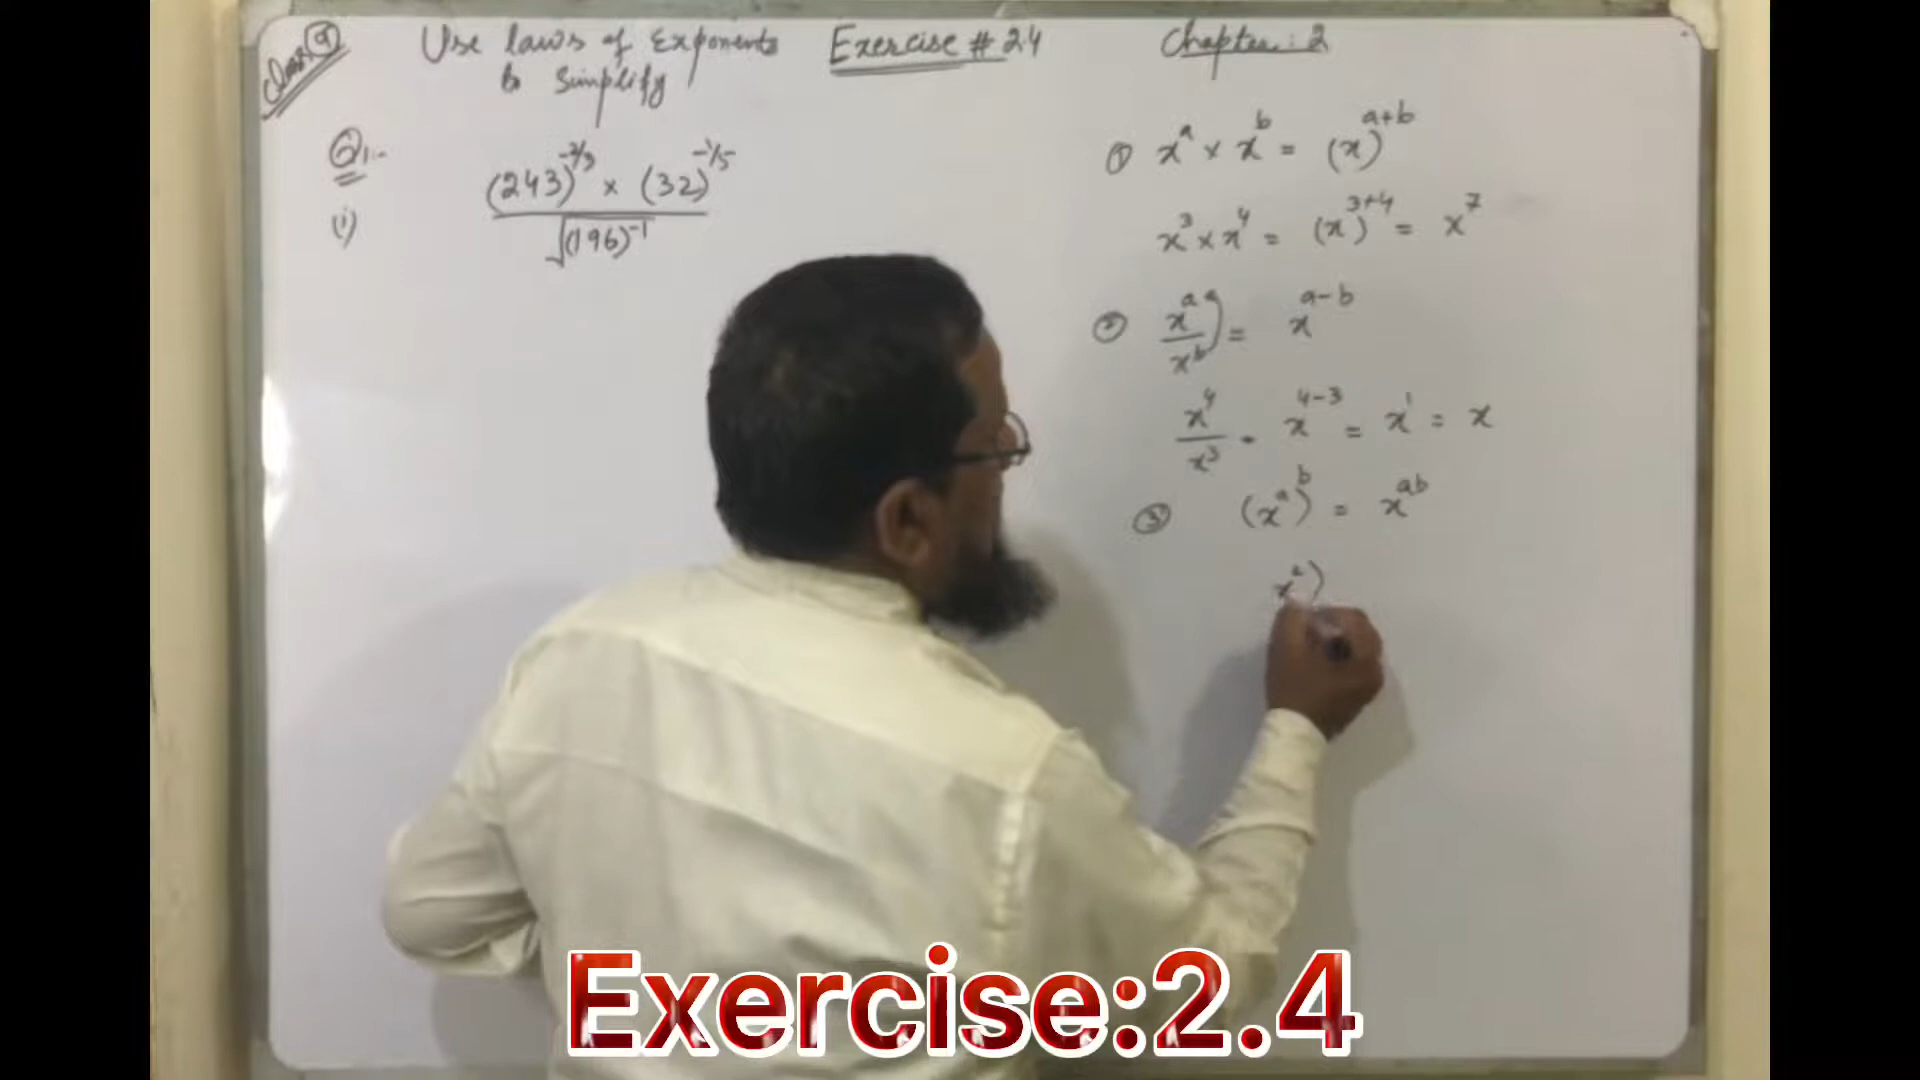 Class: 9
Use laws of Exponents
to Simplify
Exercise # 2.4
Chapter: 2
Q1:-
(i)
(243)^{-2/3} × (32)^{-1/5}
√(196)^{-1}
① x^a × x^b = (x)^{a+b}
x^3 × x^4 = (x)^{3+4} = x^7
② x^a/x^b = x^{a-b}
x^4/x^3 = x^{4-3} = x^1 = x
③ (x^a)^b = x^{ab}
x^2)
Exercise:2.4